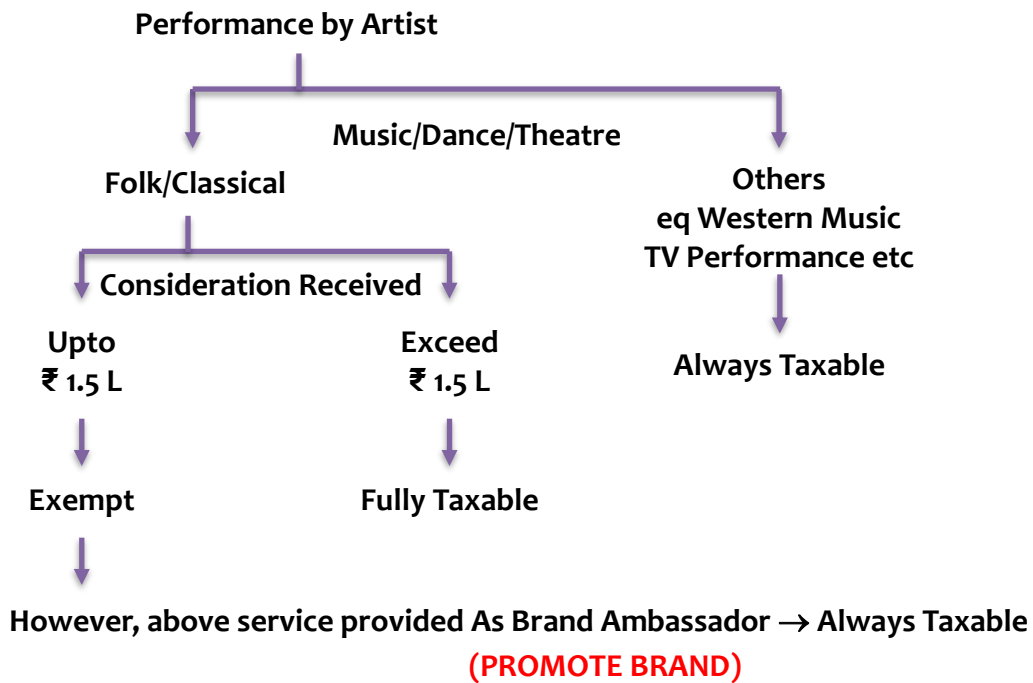 Performance by Artist
Music/Dance/Theatre
Folk/Classical
Others
eq Western Music
TV Performance etc
Consideration Received
Upto
₹ 1.5 L
Exceed
₹ 1.5 L
Always Taxable
Exempt
Fully Taxable
However, above service provided As Brand Ambassador → Always Taxable
(PROMOTE BRAND)